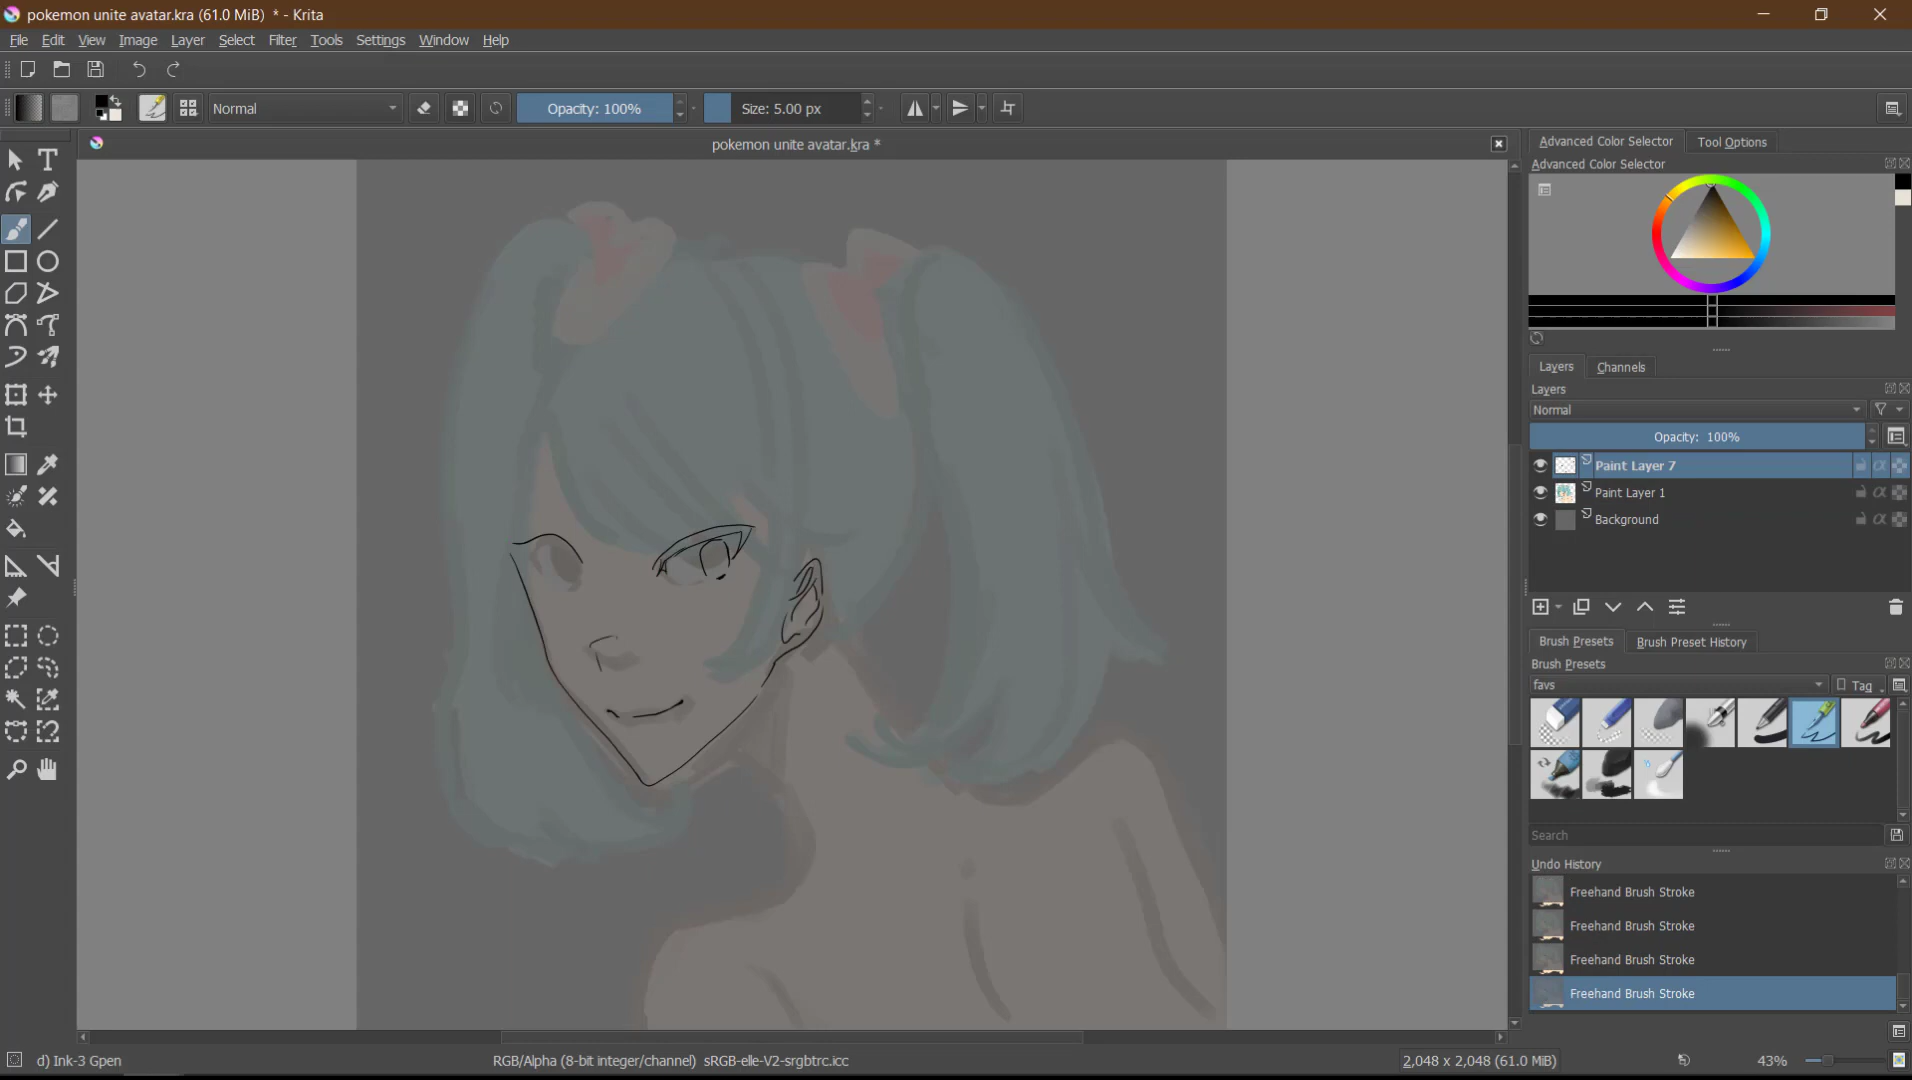 pokemon unite avatar.kra (61.0 MiB)  * - Krita
File Edit View Image Layer Select Filter Tools Settings Window Help
Normal
Opacity: 100%
Size: 5.00 px
pokemon unite avatar.kra *
Advanced Color Selector
Tool Options
Advanced Color Selector
Layers
Channels
Layers
Normal
Opacity: 100%
Paint Layer 7
Paint Layer 1
Background
Brush Presets
Brush Preset History
Brush Presets
favs
Tag
Search
Undo History
Freehand Brush Stroke
Freehand Brush Stroke
Freehand Brush Stroke
Freehand Brush Stroke
d) Ink-3 Gpen
RGB/Alpha (8-bit integer/channel) sRGB-elle-V2-srgbtrc.icc
2,048 x 2,048 (61.0 MiB)
43%